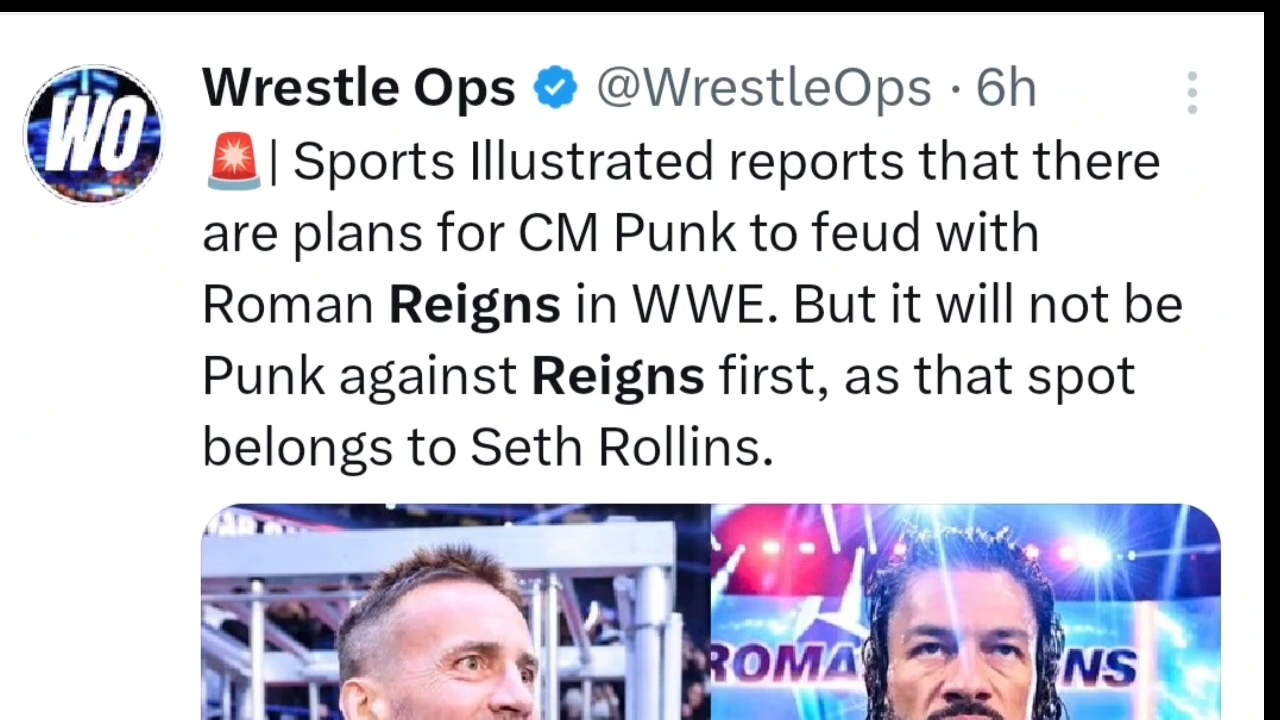 WO
Wrestle Ops @WrestleOps · 6h
🚨| Sports Illustrated reports that there
are plans for CM Punk to feud with
Roman Reigns in WWE. But it will not be
Punk against Reigns first, as that spot
belongs to Seth Rollins.
ROMA NS